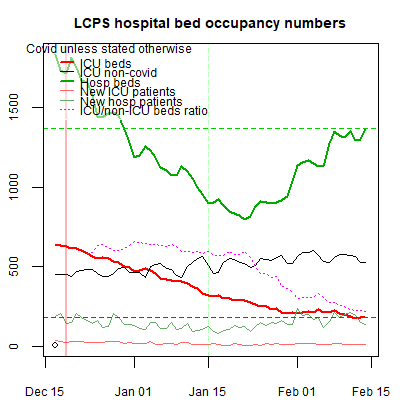 LCPS hospital bed occupancy numbers
Covid unless stated otherwise
ICU beds
ICU non-covid
Hosp beds
New ICU patients
New hosp patients
ICU/non-ICU beds ratio
1500
1000
500
0
Dec 15
Jan 01
Jan 15
Feb 01
Feb 15